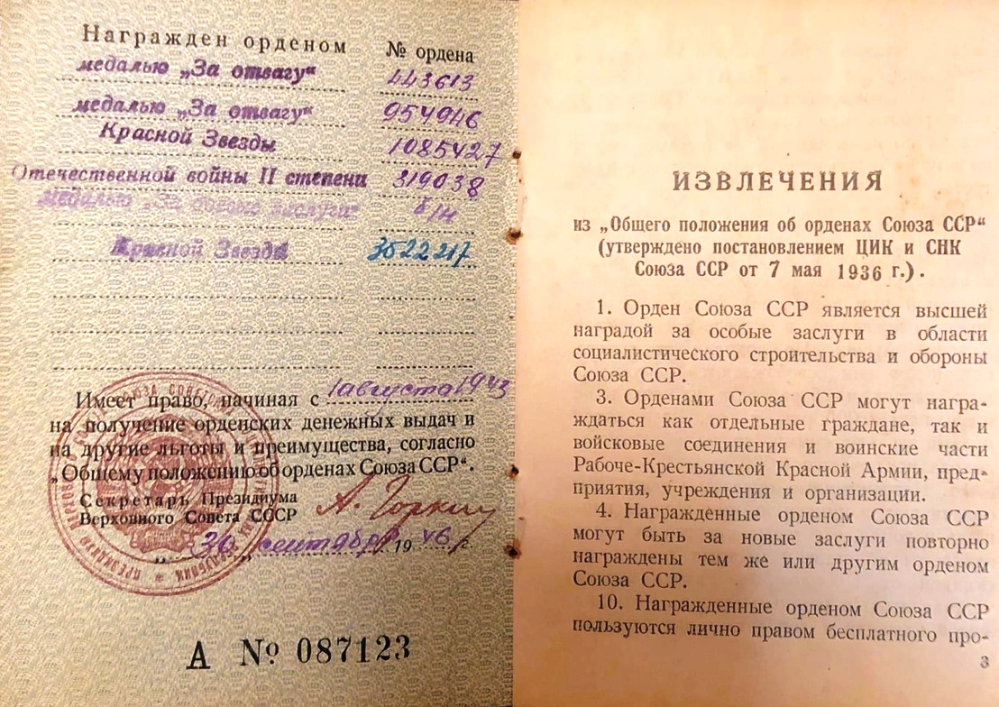 Награжден орденом № ордена
медалью „За отвагу“ 443613
медалью „За отвагу“ 954946
Красной Звезды 1085427
Отечественной войны II степени 319038
медалью „За боевые заслуги“ б/н
Красной Звезды 3522217
Имеет право, начиная с 1 августа 1943
на получение орденских денежных выдач и
на другие льготы и преимущества, согласно
„Общему положению об орденах Союза ССР“.
Секретарь Президиума
Верховного Совета СССР А. Горкин
„30„ сентября 1946 г.
А № 087123
ИЗВЛЕЧЕНИЯ
из „Общего положения об орденах Союза ССР“
(утверждено постановлением ЦИК и СНК
Союза ССР от 7 мая 1936 г.).
1. Орден Союза ССР является высшей
наградой за особые заслуги в области
социалистического строительства и обороны
Союза ССР.
3. Орденами Союза ССР могут награ-
ждаться как отдельные граждане, так и
войсковые соединения и воинские части
Рабоче-Крестьянской Красной Армии, пред-
приятия, учреждения и организации.
4. Награжденные орденом Союза ССР
могут быть за новые заслуги повторно
награждены тем же или другим орденом
Союза ССР.
10. Награжденные орденом Союза ССР
пользуются лично правом бесплатного про-
3